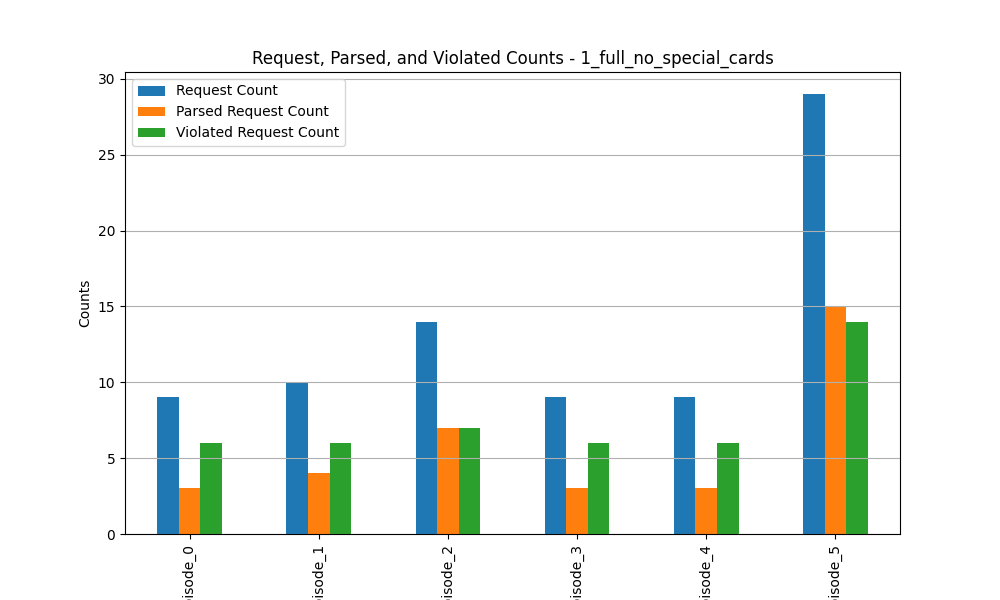 Request, Parsed, and Violated Counts - 1_full_no_special_cards
Request Count
Parsed Request Count
Violated Request Count
Counts
30
25
20
15
10
5
0
isode_0
isode_1
isode_2
isode_3
isode_4
isode_5